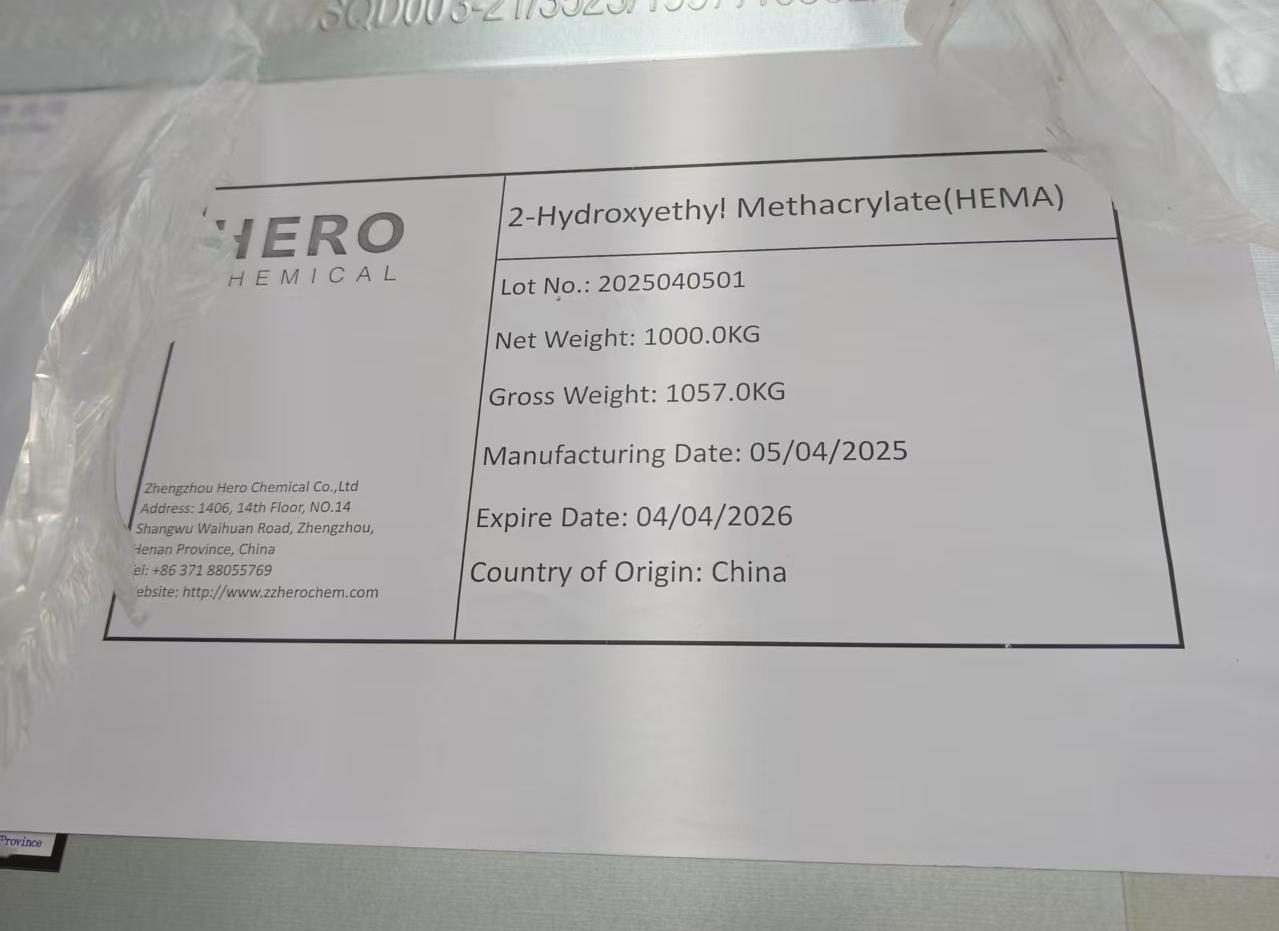 HERO
HEMICAL
Zhengzhou Hero Chemical Co.,Ltd
Address: 1406, 14th Floor, NO.14
Shangwu Waihuan Road, Zhengzhou,
Henan Province, China
el: +86 371 88055769
ebsite: http://www.zzherochem.com
2-Hydroxyethyl Methacrylate(HEMA)
Lot No.: 2025040501
Net Weight: 1000.0KG
Gross Weight: 1057.0KG
Manufacturing Date: 05/04/2025
Expire Date: 04/04/2026
Country of Origin: China
Province